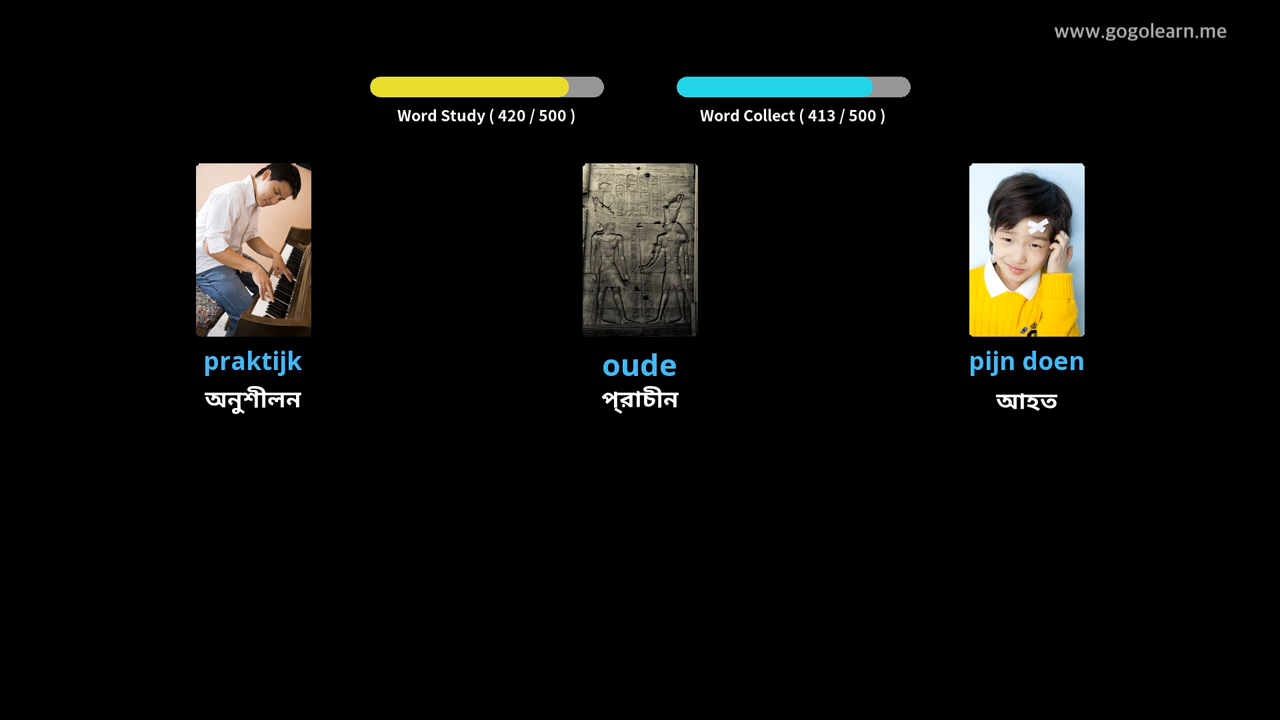 www.gogolearn.me
Word Study ( 420 / 500 )
Word Collect ( 413 / 500 )
praktijk
oude
pijn doen
অনুশীলন
প্রাচীন
আহত